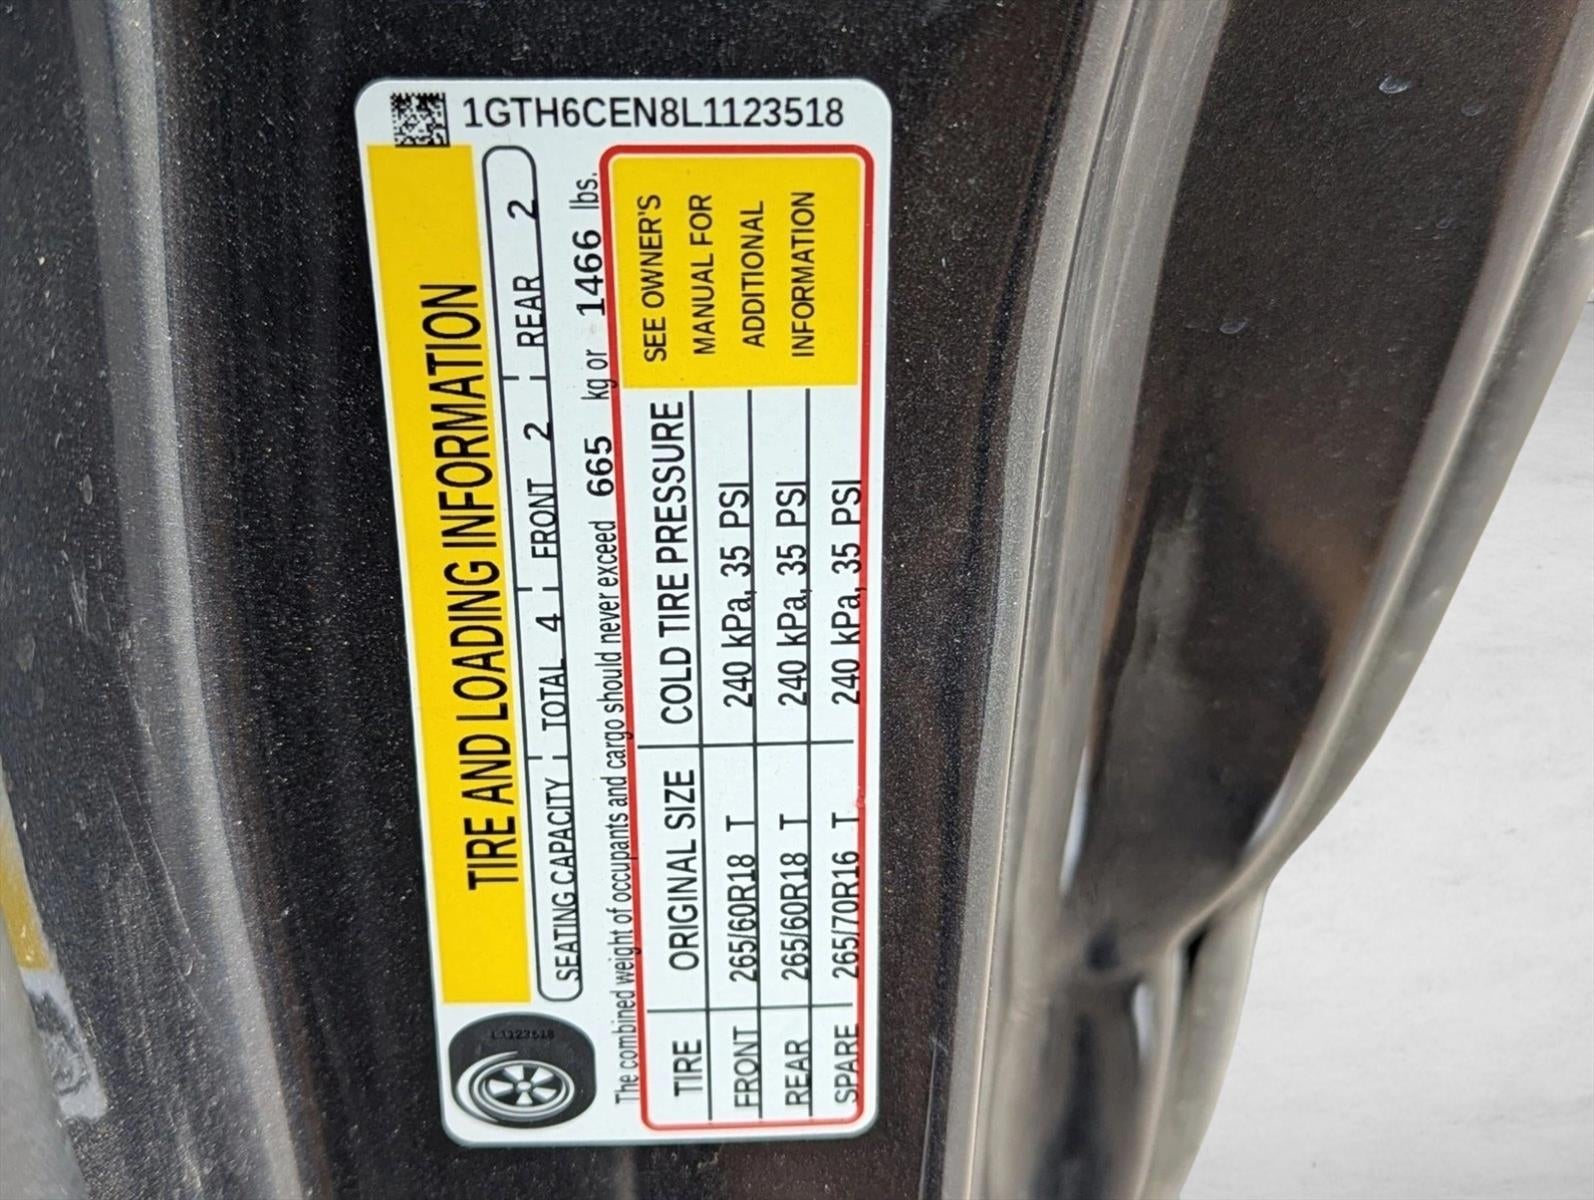 1GTH6CEN8L1123518
TIRE AND LOADING INFORMATION
SEATING CAPACITY TOTAL 4 FRONT 2 REAR 2
The combined weight of occupants and cargo should never exceed 665 kg or 1466 lbs.
TIRE ORIGINAL SIZE COLD TIRE PRESSURE
FRONT 265/60R18 T 240 kPa, 35 PSI
REAR 265/60R18 T 240 kPa, 35 PSI
SPARE 265/70R16 T 240 kPa, 35 PSI
SEE OWNER'S
MANUAL FOR
ADDITIONAL
INFORMATION
L1123518